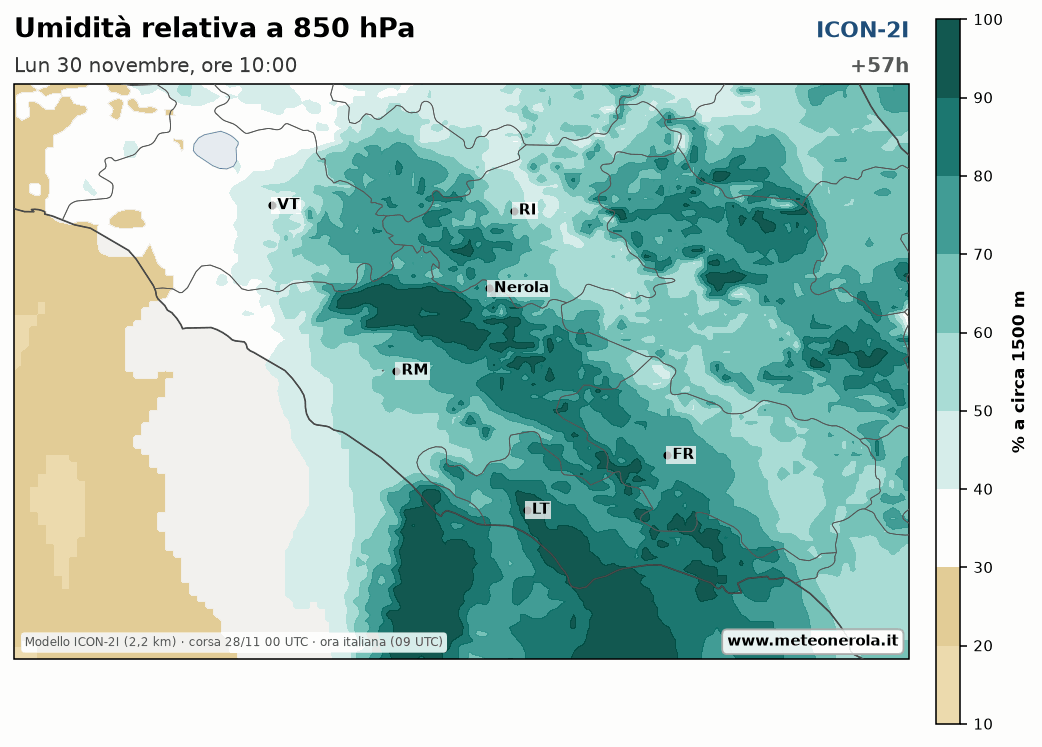 Umidità relativa a 850 hPa
ICON-2I
Lun 30 novembre, ore 10:00
+57h
100
90
80
70
60
50
40
30
20
10
% a circa 1500 m
VT
RI
Nerola
RM
FR
LT
Modello ICON-2I (2,2 km) · corsa 28/11 00 UTC · ora italiana (09 UTC)
www.meteonerola.it